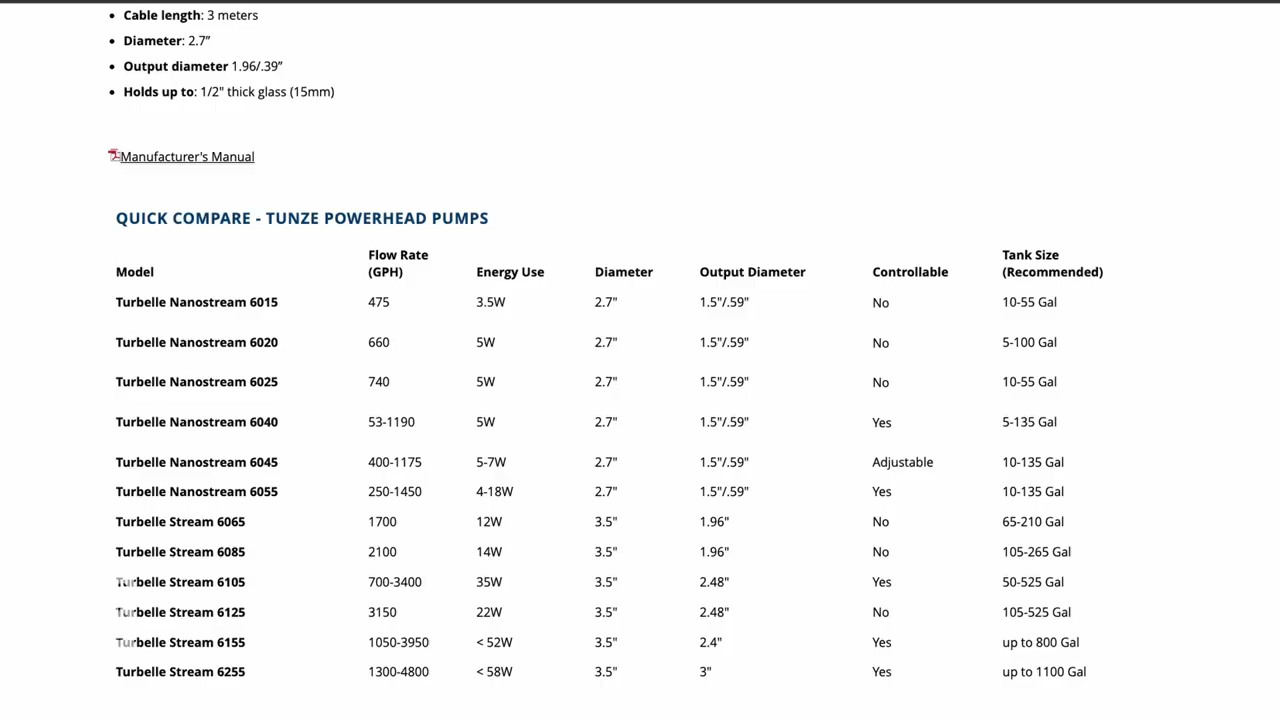 Cable length: 3 meters
Diameter: 2.7”
Output diameter 1.96/.39”
Holds up to: 1/2" thick glass (15mm)
Manufacturer's Manual
QUICK COMPARE - TUNZE POWERHEAD PUMPS
Model Flow Rate (GPH) Energy Use Diameter Output Diameter Controllable Tank Size (Recommended)
Turbelle Nanostream 6015 475 3.5W 2.7" 1.5"/.59" No 10-55 Gal
Turbelle Nanostream 6020 660 5W 2.7" 1.5"/.59" No 5-100 Gal
Turbelle Nanostream 6025 740 5W 2.7" 1.5"/.59" No 10-55 Gal
Turbelle Nanostream 6040 53-1190 5W 2.7" 1.5"/.59" Yes 5-135 Gal
Turbelle Nanostream 6045 400-1175 5-7W 2.7" 1.5"/.59" Adjustable 10-135 Gal
Turbelle Nanostream 6055 250-1450 4-18W 2.7" 1.5"/.59" Yes 10-135 Gal
Turbelle Stream 6065 1700 12W 3.5" 1.96" No 65-210 Gal
Turbelle Stream 6085 2100 14W 3.5" 1.96" No 105-265 Gal
Turbelle Stream 6105 700-3400 35W 3.5" 2.48" Yes 50-525 Gal
Turbelle Stream 6125 3150 22W 3.5" 2.48" No 105-525 Gal
Turbelle Stream 6155 1050-3950 < 52W 3.5" 2.4" Yes up to 800 Gal
Turbelle Stream 6255 1300-4800 < 58W 3.5" 3" Yes up to 1100 Gal